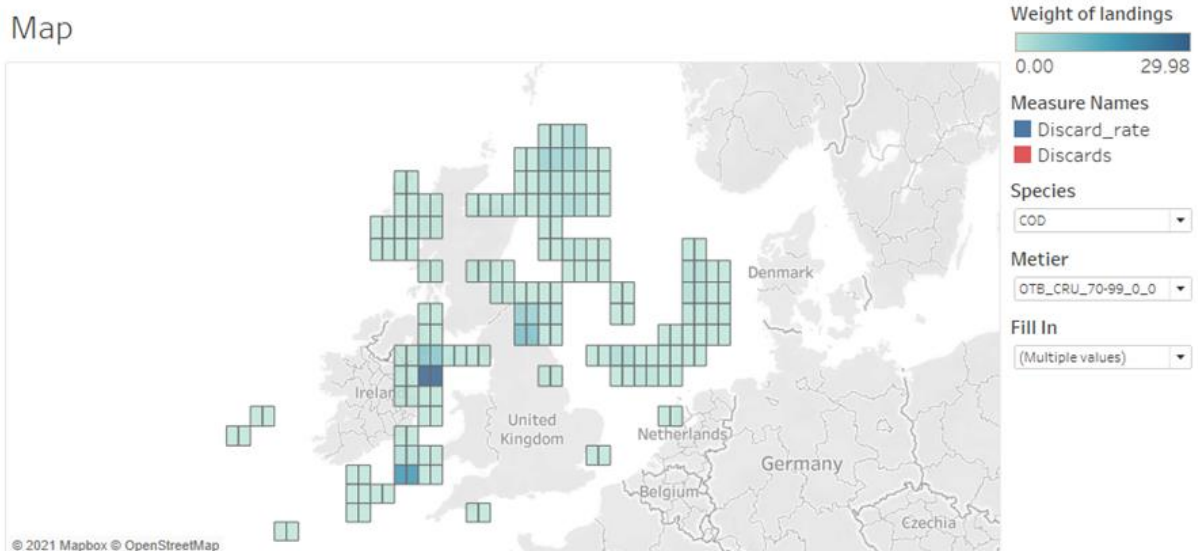 Map
Weight of landings
0.00 29.98
Measure Names
Discard_rate
Discards
Species
COD
Metier
OTB_CRU_70-99_0_0
Fill In
(Multiple values)
Denmark
Ireland
United
Kingdom
Netherlands
Germany
Belgium
Czechia
© 2021 Mapbox © OpenStreetMap